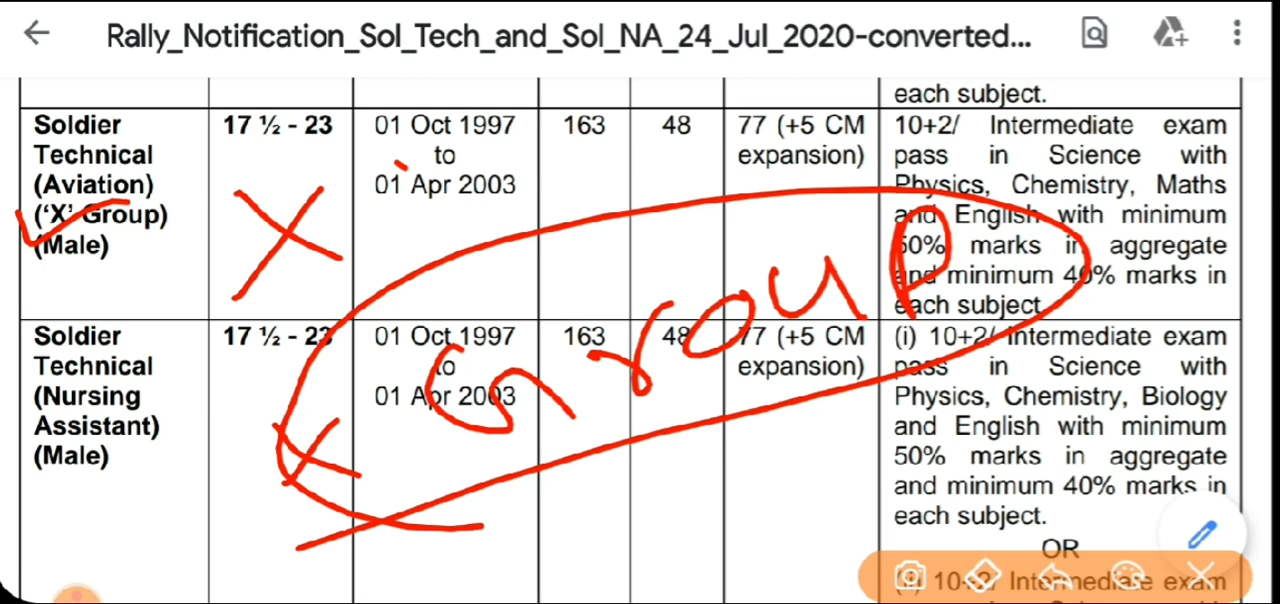 Rally_Notification_Sol_Tech_and_Sol_NA_24_Jul_2020-converted...
each subject.
Soldier
Technical
(Aviation)
('X' Group)
(Male)
17 ½ - 23
01 Oct 1997
to
01 Apr 2003
163
48
77 (+5 CM
expansion)
10+2/ Intermediate exam
pass in Science with
Physics, Chemistry, Maths
and English with minimum
50% marks in aggregate
and minimum 40% marks in
each subject.
X
X Group
Soldier
Technical
(Nursing
Assistant)
(Male)
17 ½ - 23
01 Oct 1997
to
01 Apr 2003
163
48
77 (+5 CM
expansion)
(i) 10+2/ Intermediate exam
pass in Science with
Physics, Chemistry, Biology
and English with minimum
50% marks in aggregate
and minimum 40% marks in
each subject.
OR
10+2/ Intermediate exam